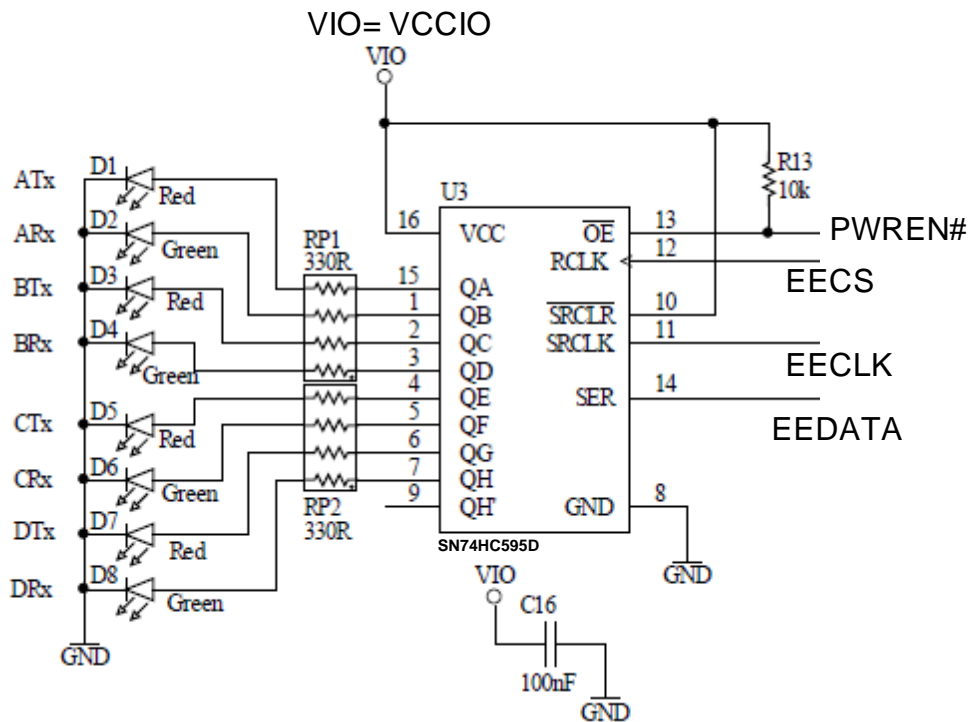 VIO= VCCIO
VIO
R13
10k
ATx
D1
Red
ARx
D2
Green
BTx
D3
Red
BRx
D4
Green
CTx
D5
Red
CRx
D6
Green
DTx
D7
Red
DRx
D8
Green
GND
RP1
330R
RP2
330R
U3
16
VCC
15
QA
1
QB
2
QC
3
QD
4
QE
5
QF
6
QG
7
QH
9
QH'
OE
13
PWREN#
RCLK
12
EECS
SRCLR
10
SRCLK
11
EECLK
SER
14
EEDATA
GND
8
GND
SN74HC595D
VIO
C16
100nF
GND